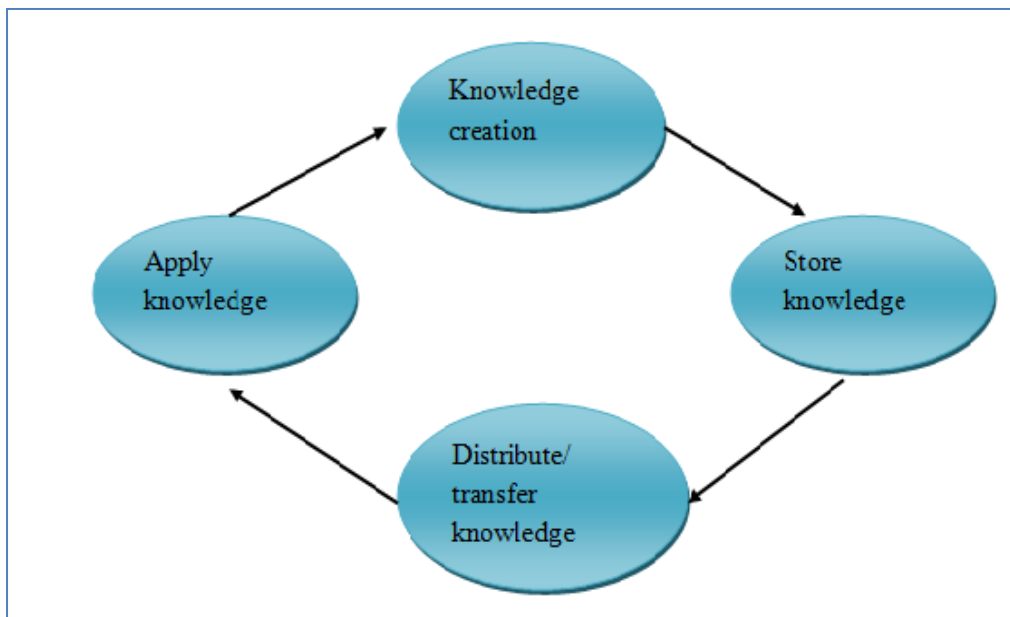 Knowledge
creation
Store
knowledge
Distribute/
transfer
knowledge
Apply
knowledge